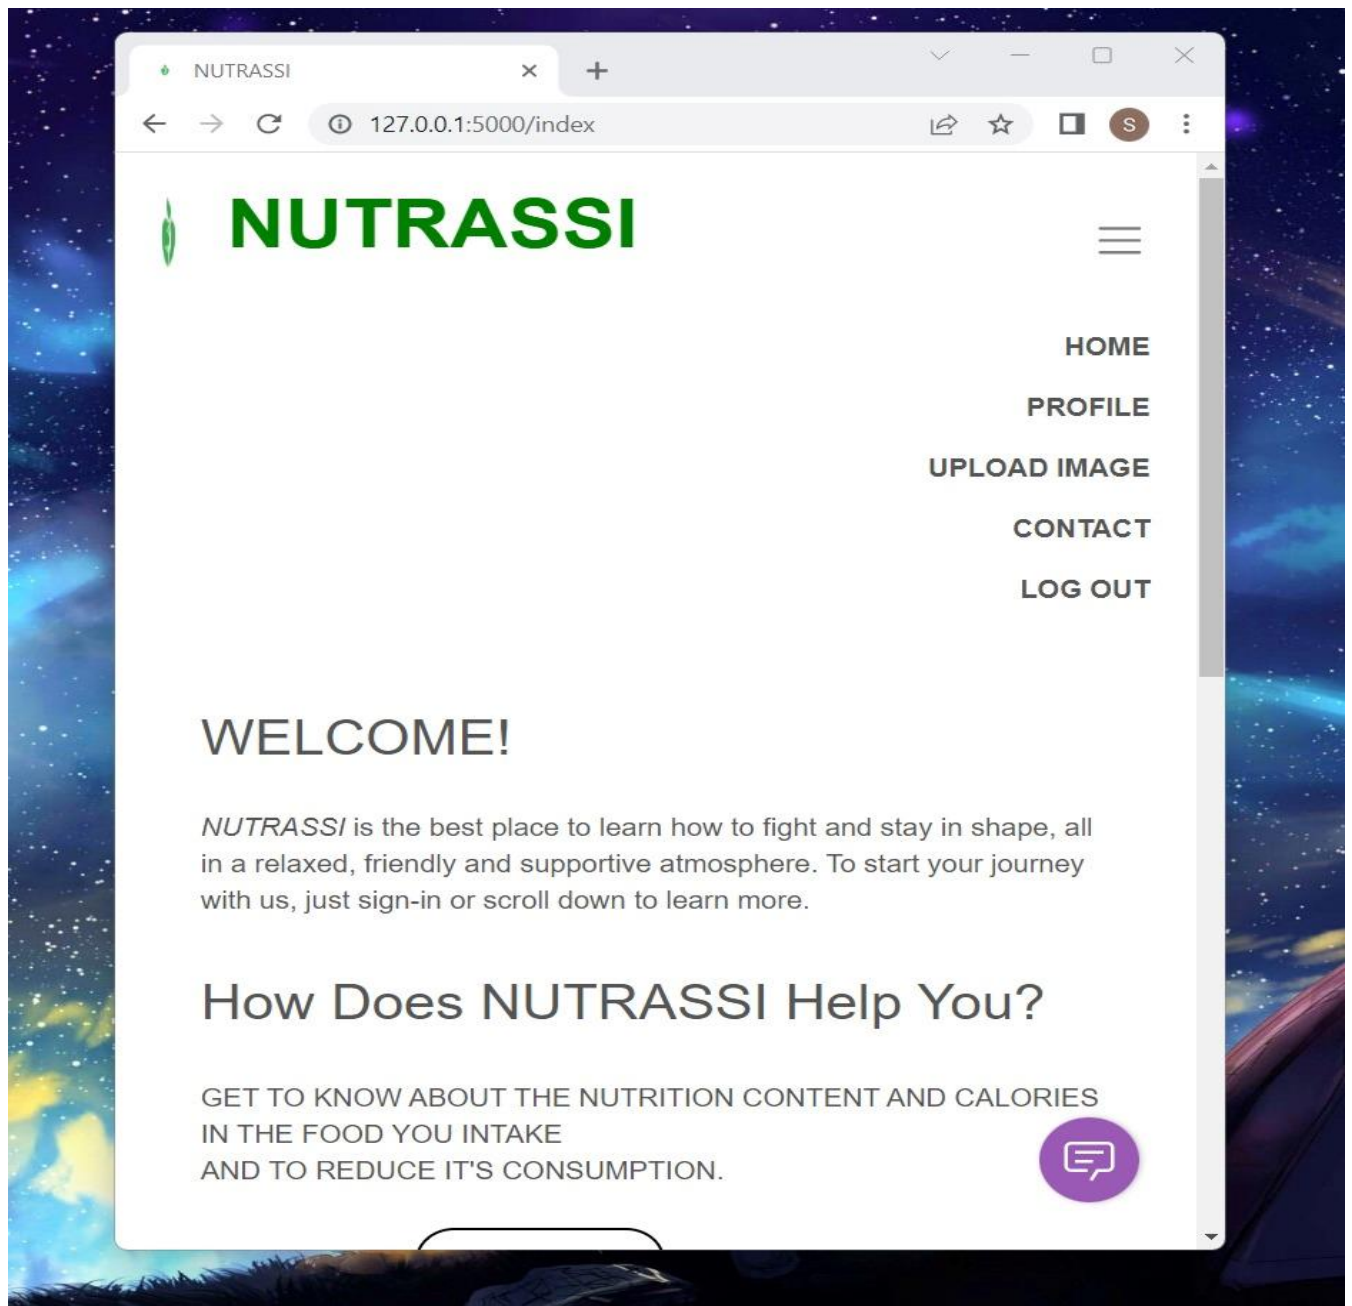 NUTRASSI
127.0.0.1:5000/index
S
NUTRASSI
HOME
PROFILE
UPLOAD IMAGE
CONTACT
LOG OUT
WELCOME!
NUTRASSI is the best place to learn how to fight and stay in shape, all
in a relaxed, friendly and supportive atmosphere. To start your journey
with us, just sign-in or scroll down to learn more.
How Does NUTRASSI Help You?
GET TO KNOW ABOUT THE NUTRITION CONTENT AND CALORIES
IN THE FOOD YOU INTAKE
AND TO REDUCE IT'S CONSUMPTION.